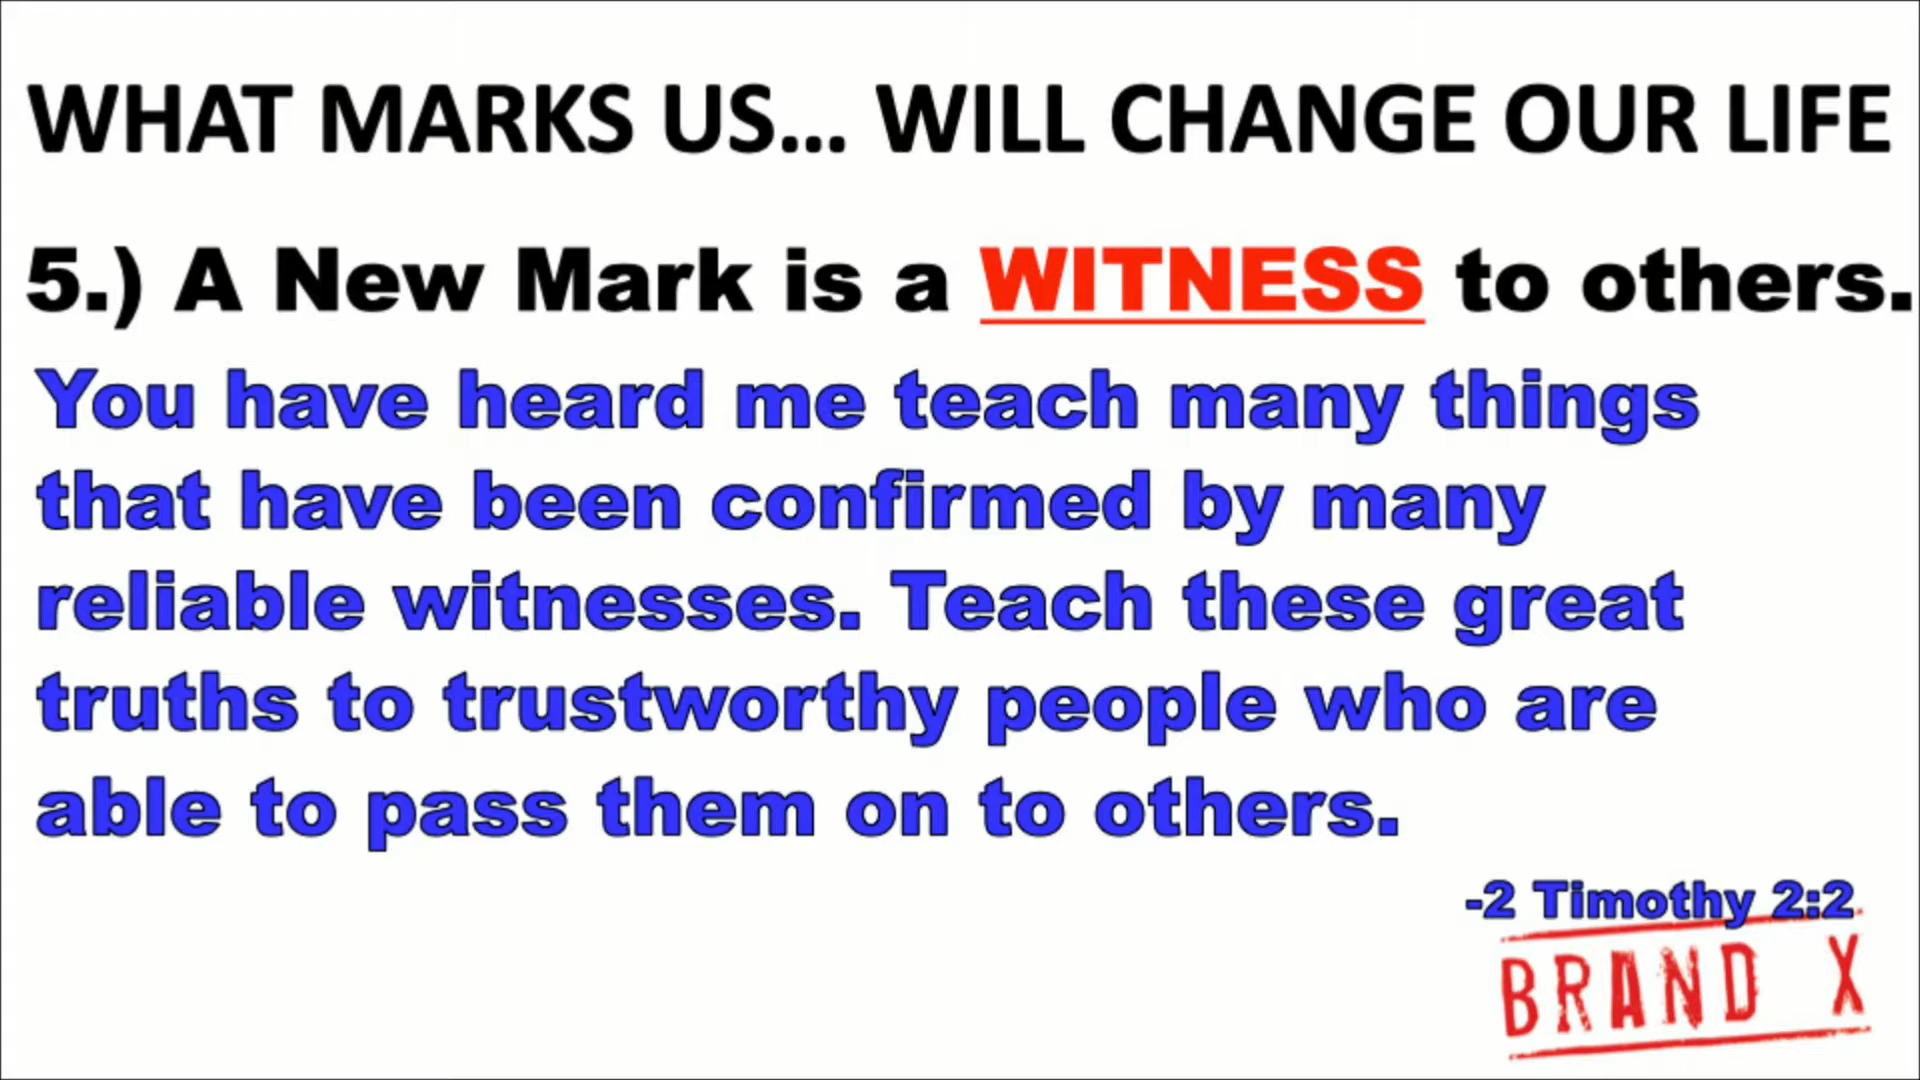 WHAT MARKS US... WILL CHANGE OUR LIFE
5.) A New Mark is a WITNESS to others.
You have heard me teach many things
that have been confirmed by many
reliable witnesses. Teach these great
truths to trustworthy people who are
able to pass them on to others.
-2 Timothy 2:2
BRAND X